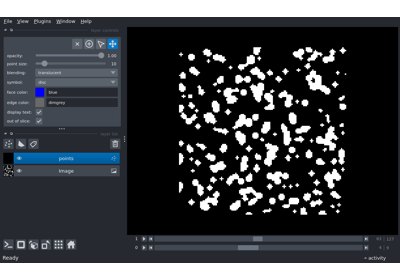 File View Plugins Window Help
opacity: 1.00
point size: 10
blending: translucent
symbol: disc
face color: blue
edge color: dimgrey
display text:
out of slice:
points
Image
1
0
Ready
activity